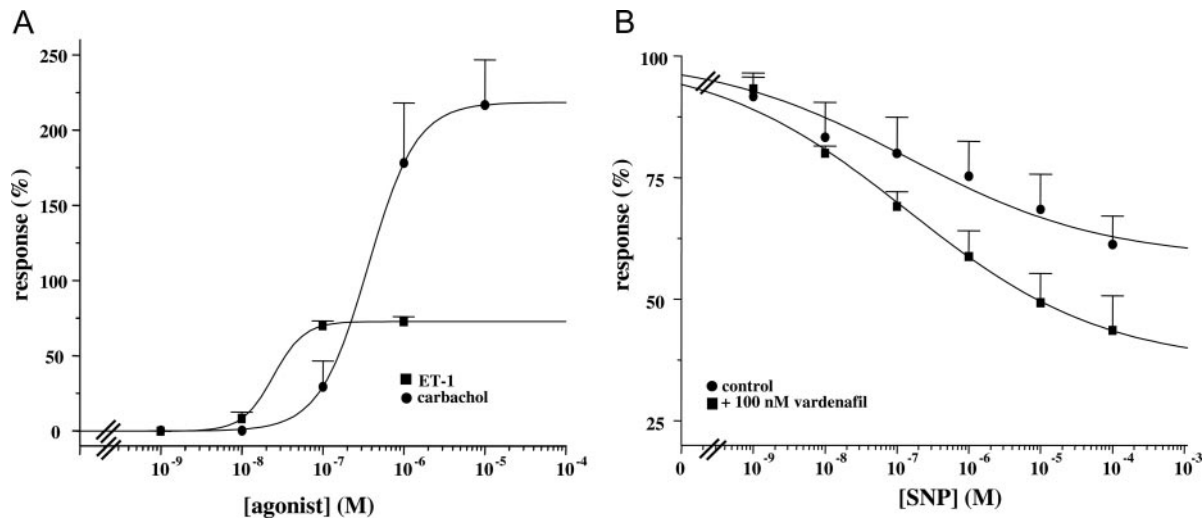 A
response (%)
250
200
150
100
50
0
ET-1
carbachol
10⁻⁹ 10⁻⁸ 10⁻⁷ 10⁻⁶ 10⁻⁵ 10⁻⁴
[agonist] (M)
B
response (%)
100
75
50
25
control
+ 100 nM vardenafil
0 10⁻⁹ 10⁻⁸ 10⁻⁷ 10⁻⁶ 10⁻⁵ 10⁻⁴ 10⁻³
[SNP] (M)